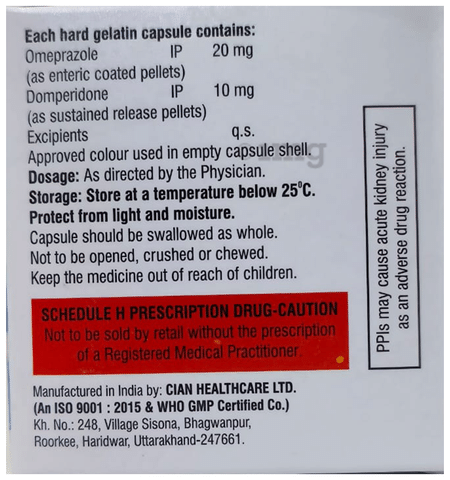 Each hard gelatin capsule contains:
Omeprazole IP 20 mg
(as enteric coated pellets)
Domperidone IP 10 mg
(as sustained release pellets)
Excipients q.s.
Approved colour used in empty capsule shell.
Dosage: As directed by the Physician.
Storage: Store at a temperature below 25°C.
Protect from light and moisture.
Capsule should be swallowed as whole.
Not to be opened, crushed or chewed.
Keep the medicine out of reach of children.
SCHEDULE H PRESCRIPTION DRUG-CAUTION
Not to be sold by retail without the prescription
of a Registered Medical Practitioner.
Manufactured in India by: CIAN HEALTHCARE LTD.
(An ISO 9001 : 2015 & WHO GMP Certified Co.)
Kh. No.: 248, Village Sisona, Bhagwanpur,
Roorkee, Haridwar, Uttarakhand-247661.
PPIs may cause acute kidney injury
as an adverse drug reaction.